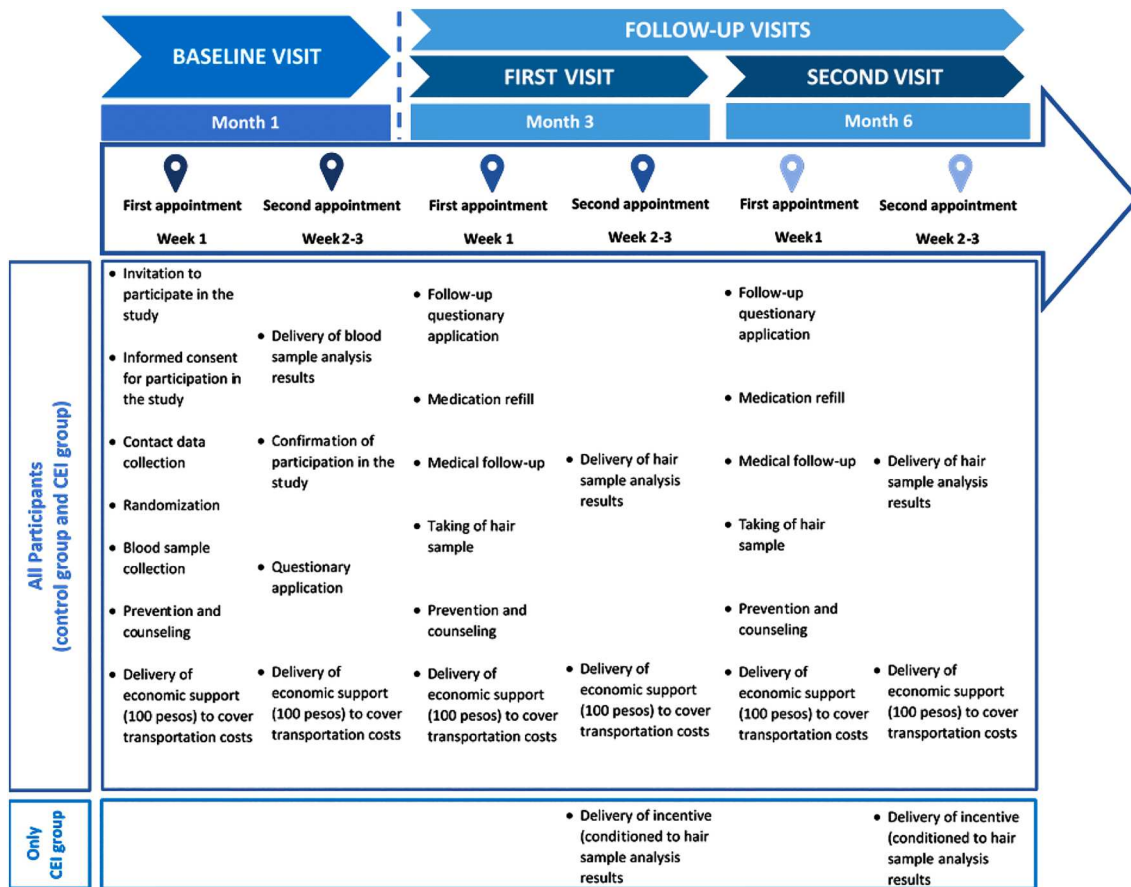 BASELINE VISIT
FOLLOW-UP VISITS
FIRST VISIT
SECOND VISIT
Month 1
Month 3
Month 6
First appointment
Week 1
Second appointment
Week 2-3
First appointment
Week 1
Second appointment
Week 2-3
First appointment
Week1
Second appointment
Week 2-3
All Participants
(control group and CEI group)
• Invitation to
participate in the
study
• Informed consent
for participation in
the study
• Contact data
collection
• Randomization
• Blood sample
collection
• Prevention and
counseling
• Delivery of
economic support
(100 pesos) to cover
transportation costs
• Delivery of blood
sample analysis
results
• Confirmation of
participation in the
study
• Questionary
application
• Delivery of
economic support
(100 pesos) to cover
transportation costs
• Follow-up
questionary
application
• Medication refill
• Medical follow-up
• Taking of hair
sample
• Prevention and
counseling
• Delivery of
economic support
(100 pesos) to cover
transportation costs
• Delivery of hair
sample analysis
results
• Delivery of
economic support
(100 pesos) to cover
transportation costs
• Follow-up
questionary
application
• Medication refill
• Medical follow-up
• Taking of hair
sample
• Prevention and
counseling
• Delivery of
economic support
(100 pesos) to cover
transportation costs
• Delivery of hair
sample analysis
results
• Delivery of
economic support
(100 pesos) to cover
transportation costs
Only
CEI group
• Delivery of incentive
(conditioned to hair
sample analysis
results
• Delivery of incentive
(conditioned to hair
sample analysis
results